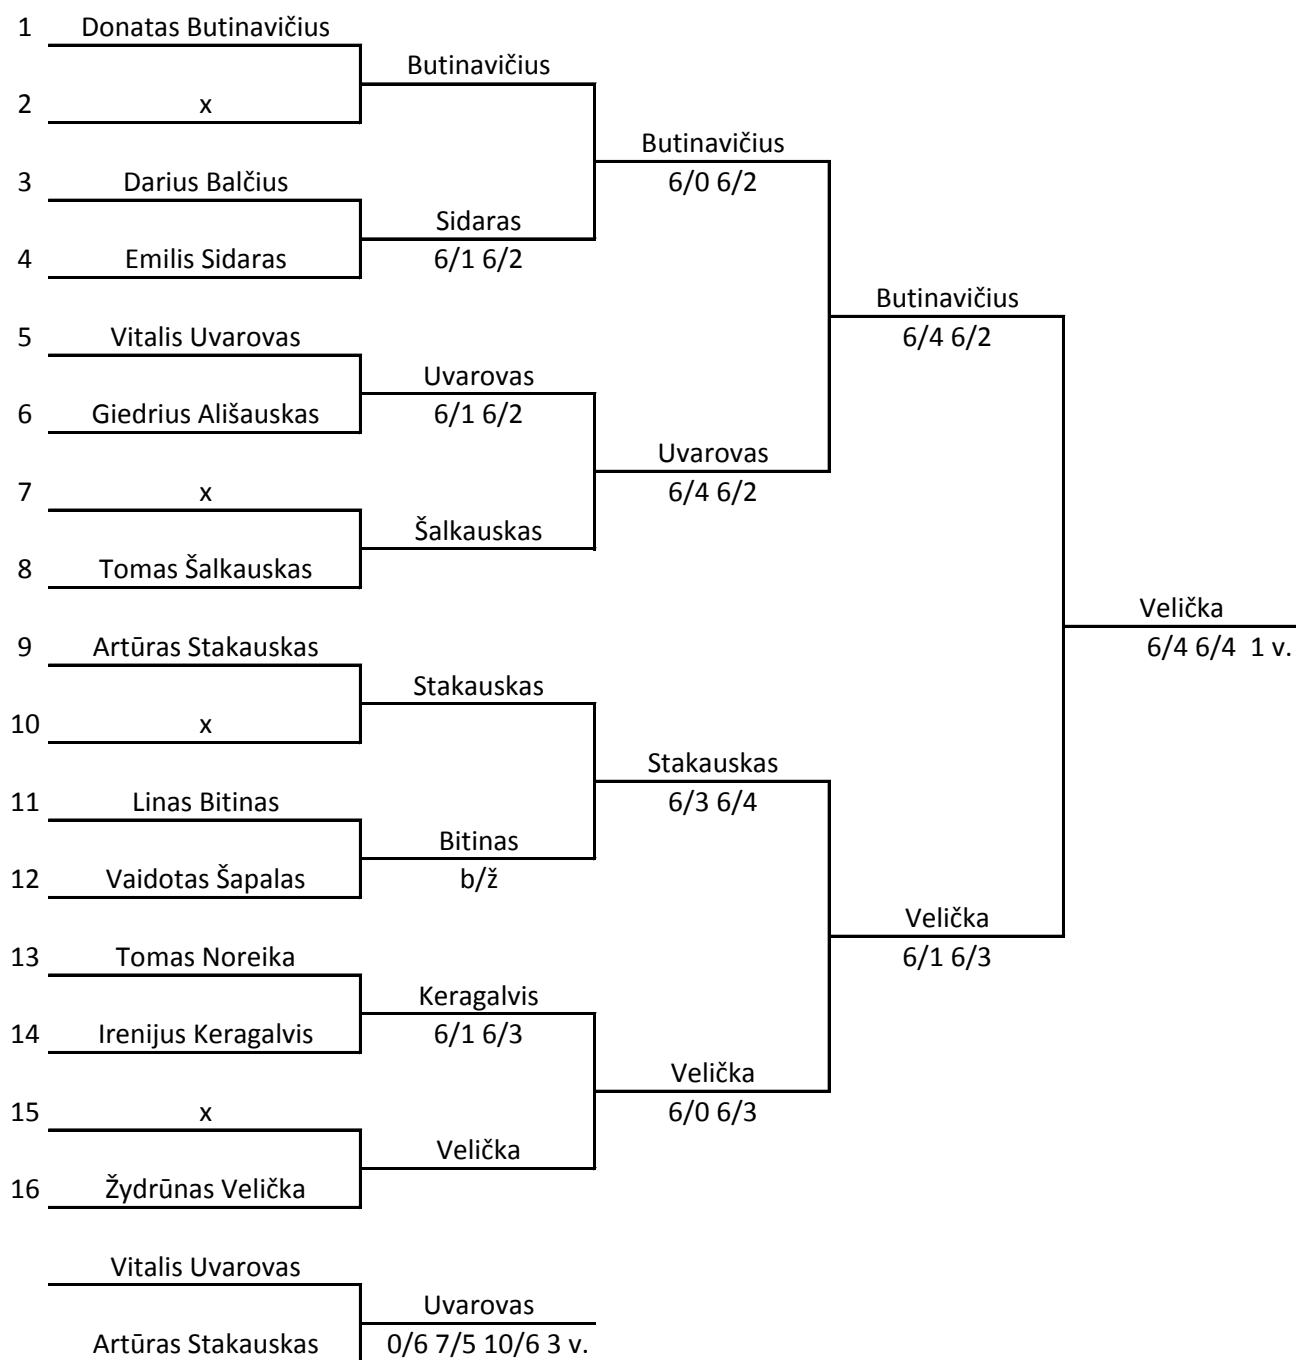 1 Donatas Butinavičius
Butinavičius
2 x
Butinavičius
3 Darius Balčius
6/0 6/2
Sidaras
4 Emilis Sidaras
6/1 6/2
Butinavičius
5 Vitalis Uvarovas
6/4 6/2
Uvarovas
6 Giedrius Ališauskas
6/1 6/2
Uvarovas
7 x
6/4 6/2
Šalkauskas
8 Tomas Šalkauskas
Velička
9 Artūras Stakauskas
6/4 6/4 1 v.
Stakauskas
10 x
Stakauskas
11 Linas Bitinas
6/3 6/4
Bitinas
12 Vaidotas Šapalas
b/ž
Velička
13 Tomas Noreika
6/1 6/3
Keragalvis
14 Irenijus Keragalvis
6/1 6/3
Velička
15 x
6/0 6/3
Velička
16 Žydrūnas Velička
Vitalis Uvarovas
Uvarovas
Artūras Stakauskas
0/6 7/5 10/6 3 v.